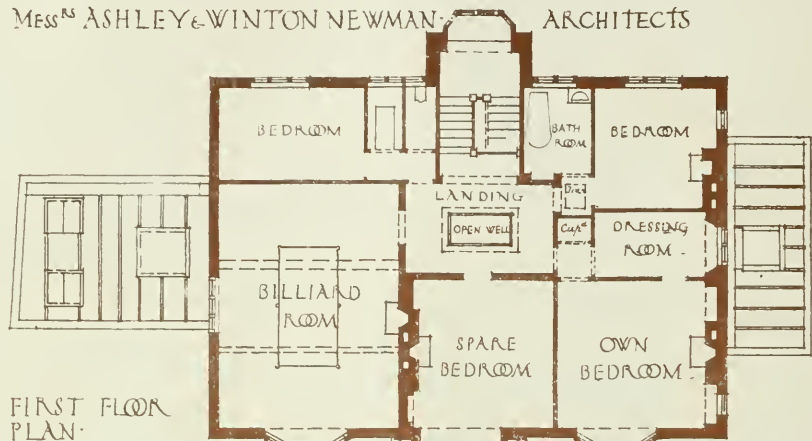 MESSRS ASHLEY & WINTON NEWMAN · ARCHITECTS
BEDROOM
BATH
ROOM
BEDROOM
LANDING
OPEN WELL
Cupd
DRESSING
ROOM ·
BILLIARD
ROOM
SPARE
BEDROOM
OWN
BEDROOM ·
FIRST FLOOR
PLAN ·